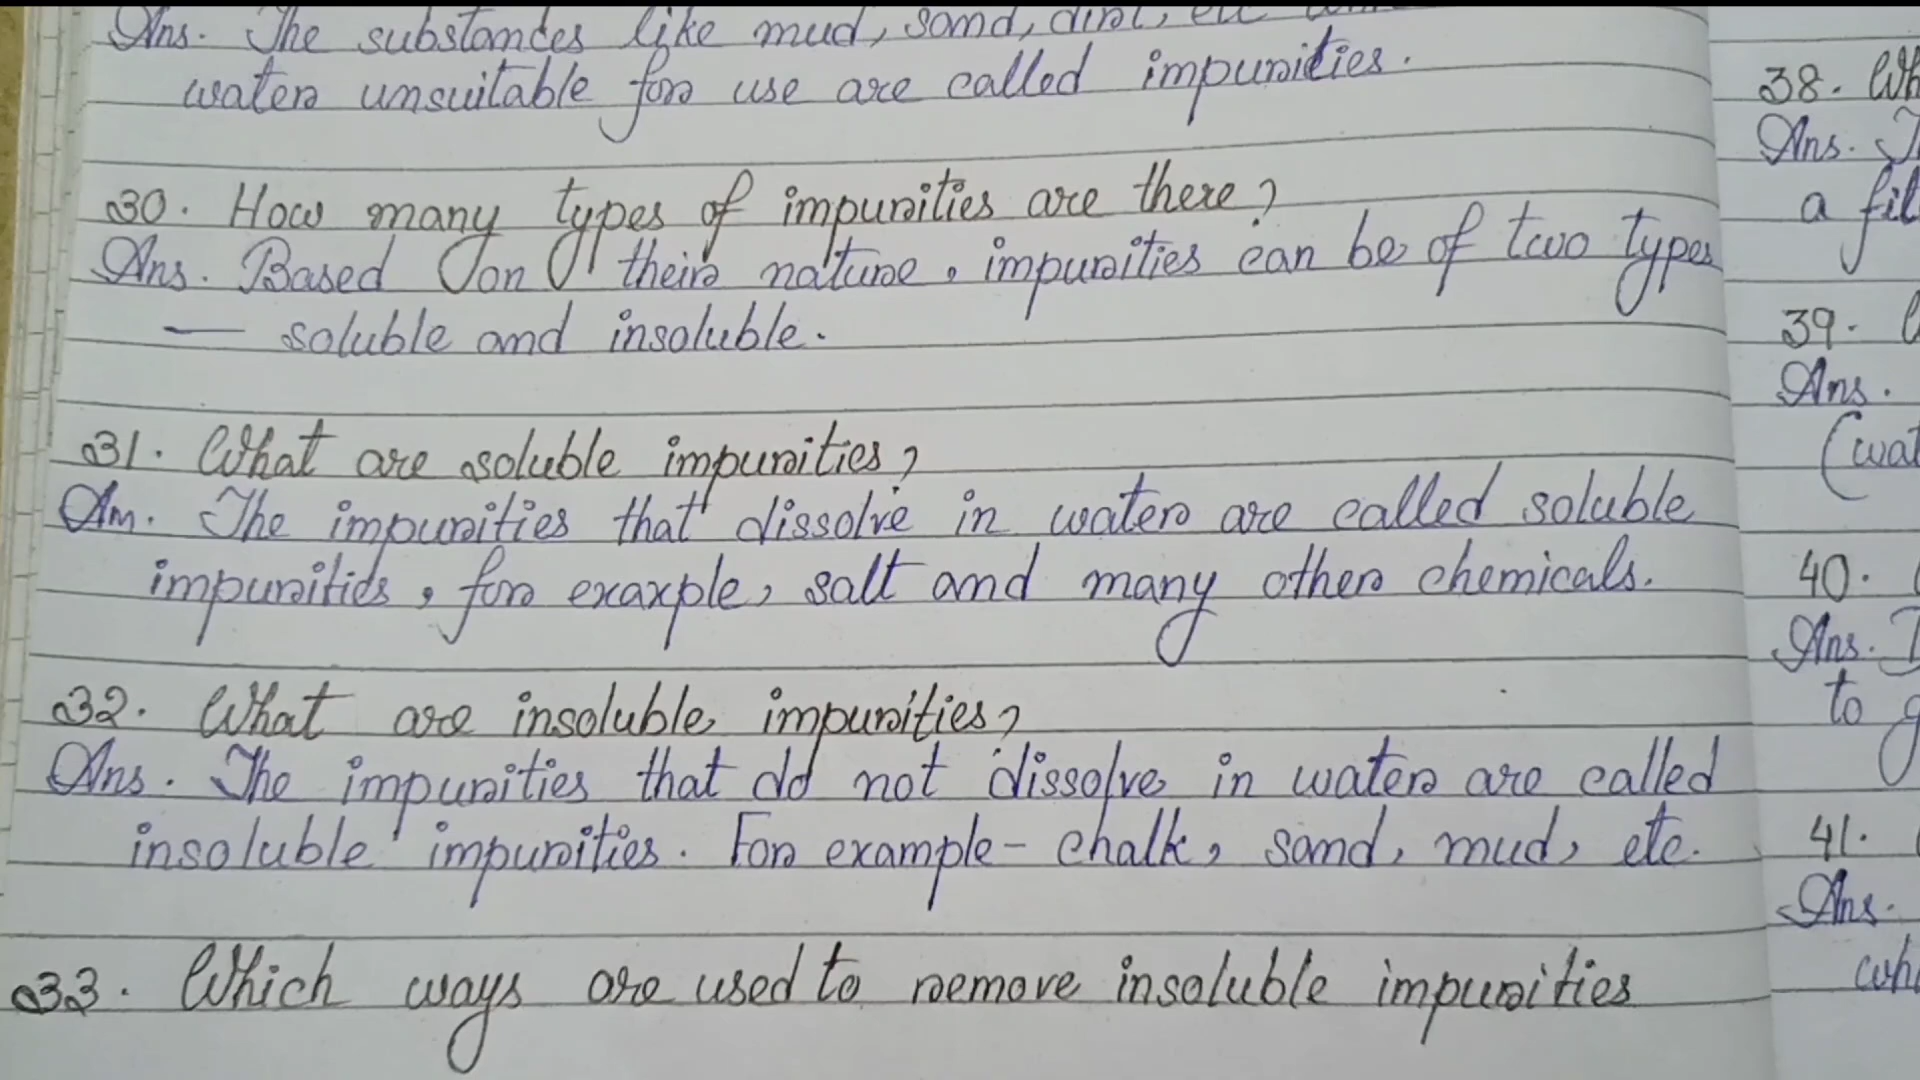 Ans. The substances like mud, sand, dirt, etc
water unsuitable for use are called impurities.
30. How many types of impurities are there?
Ans. Based on their nature, impurities can be of two types
— soluble and insoluble.
31. What are soluble impurities?
Ans. The impurities that dissolve in water are called soluble
impurities, for exaxple, salt and many other chemicals.
32. What are insoluble impurities?
Ans. The impurities that do not dissolve in water are called
insoluble impurities. For example - chalk, sand, mud, etc.
33. Which ways are used to remove insoluble impurities
38. Wh
Ans. T
a fil
39.
Ans.
(wat
40.
Ans. I
to g
41.
Ans.
whi